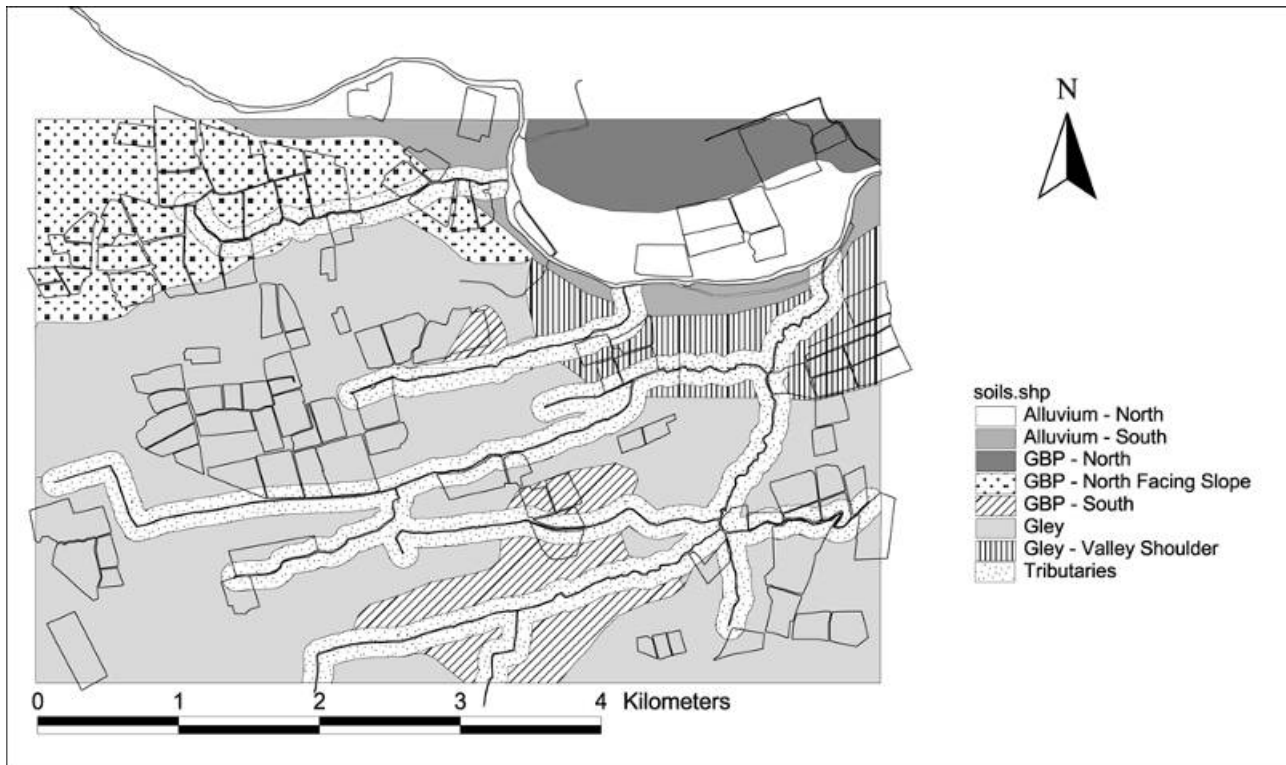 N
soils.shp
Alluvium - North
Alluvium - South
GBP - North
GBP - North Facing Slope
GBP - South
Gley
Gley - Valley Shoulder
Tributaries
0 1 2 3 4 Kilometers